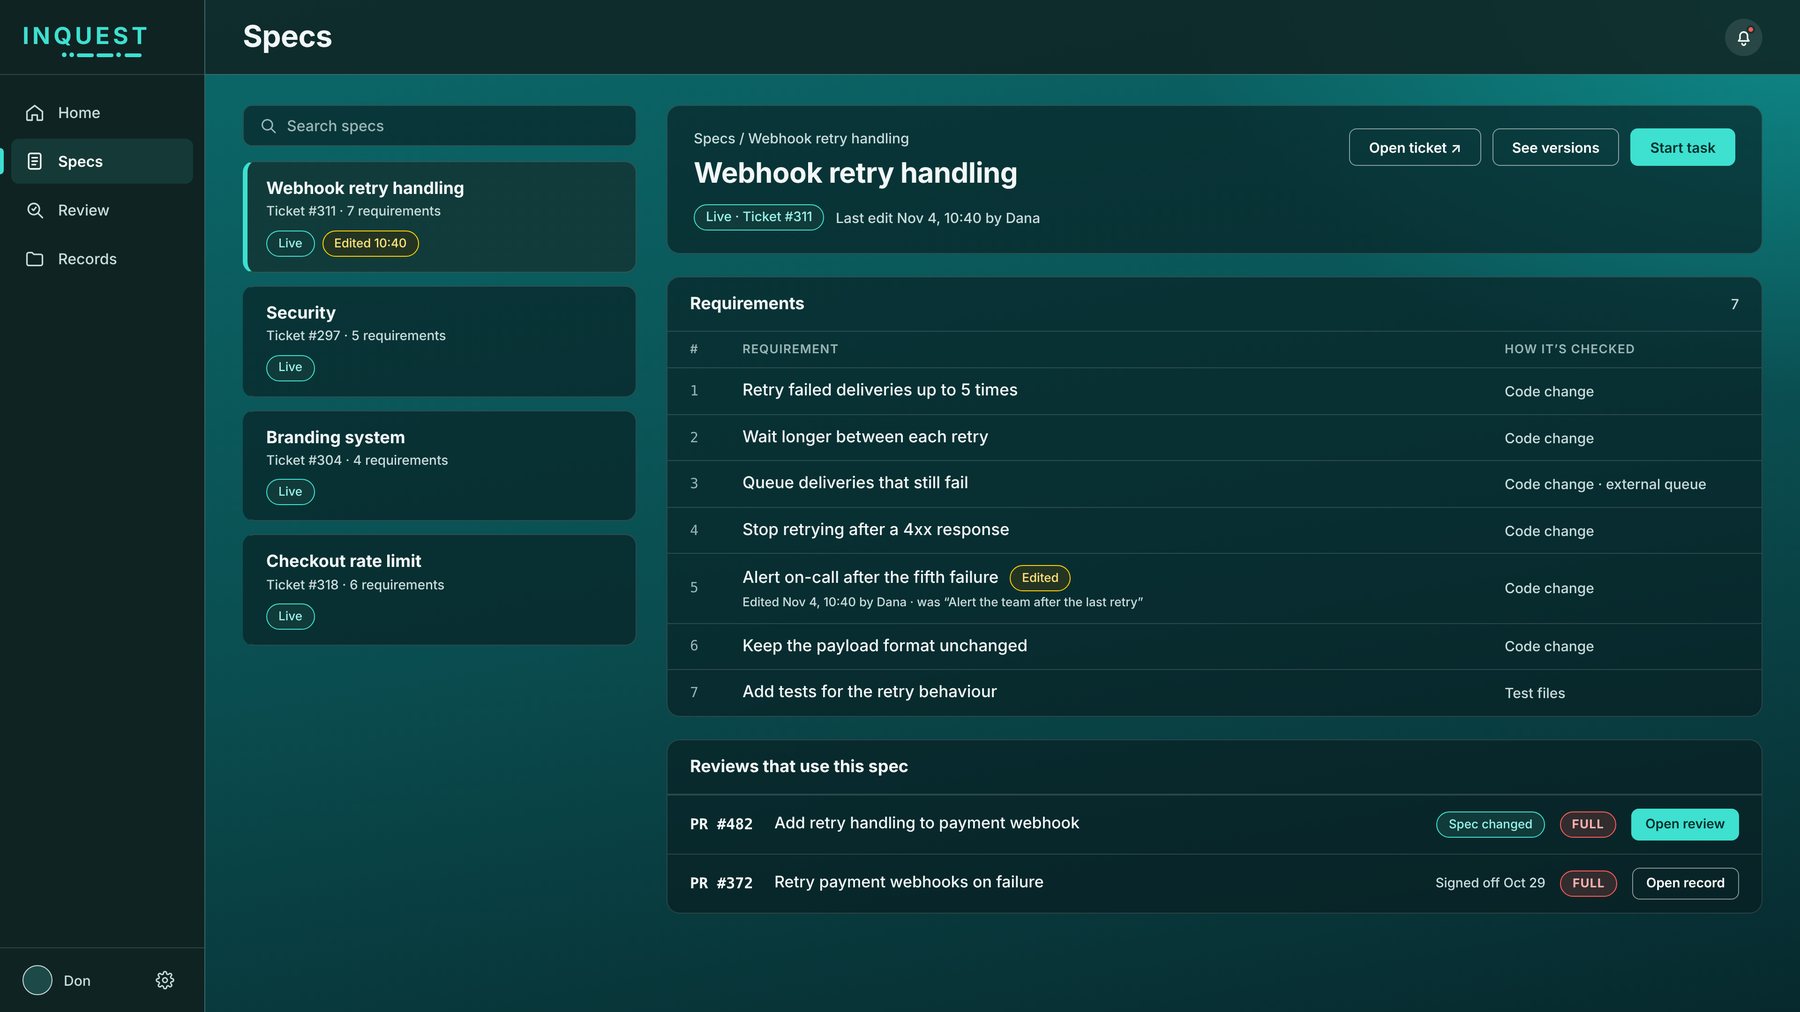 INQUEST
Specs
Home
Specs
Review
Records
Don
Search specs
Webhook retry handling
Ticket #311 · 7 requirements
Live
Edited 10:40
Security
Ticket #297 · 5 requirements
Live
Branding system
Ticket #304 · 4 requirements
Live
Checkout rate limit
Ticket #318 · 6 requirements
Live
Specs / Webhook retry handling
Webhook retry handling
Live · Ticket #311
Last edit Nov 4, 10:40 by Dana
Open ticket ↗
See versions
Start task
Requirements
7
# REQUIREMENT HOW IT’S CHECKED
1 Retry failed deliveries up to 5 times Code change
2 Wait longer between each retry Code change
3 Queue deliveries that still fail Code change · external queue
4 Stop retrying after a 4xx response Code change
5 Alert on-call after the fifth failure Edited Code change
Edited Nov 4, 10:40 by Dana · was “Alert the team after the last retry”
6 Keep the payload format unchanged Code change
7 Add tests for the retry behaviour Test files
Reviews that use this spec
PR #482 Add retry handling to payment webhook Spec changed FULL Open review
PR #372 Retry payment webhooks on failure Signed off Oct 29 FULL Open record